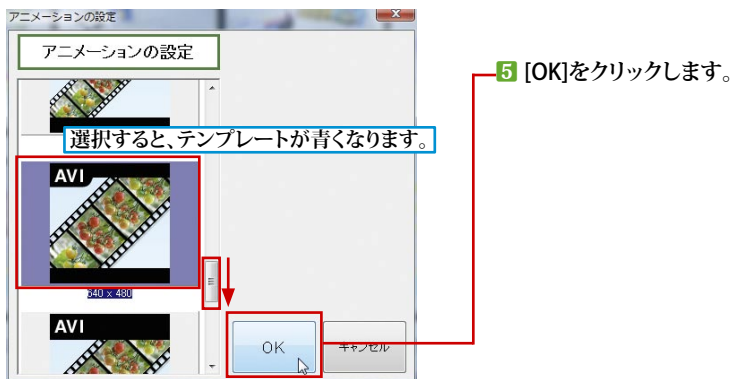 アニメーションの設定
アニメーションの設定
5 [OK]をクリックします。
選択すると、テンプレートが青くなります。
AVI
640 x 480
AVI
OK
キャンセル